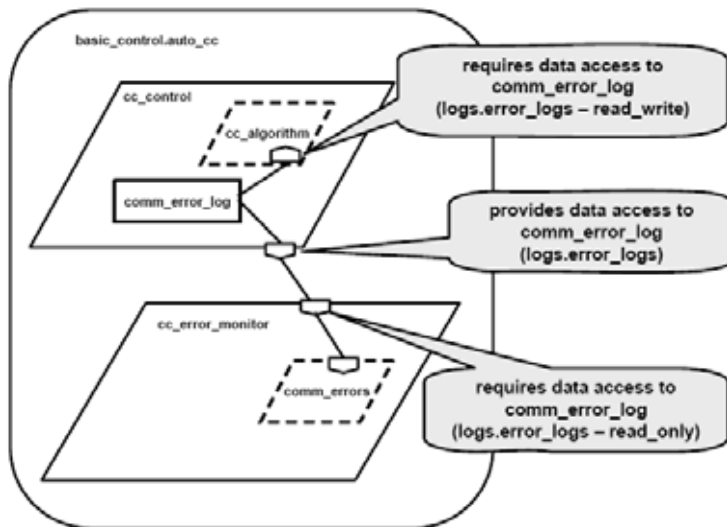 basic_control.auto_cc
requires data access to
comm_error_log
(logs.error_logs – read_write)
cc_control
cc_algorithm
comm_error_log
provides data access to
comm_error_log
(logs.error_logs)
cc_error_monitor
comm_errors
requires data access to
comm_error_log
(logs.error_logs – read_only)